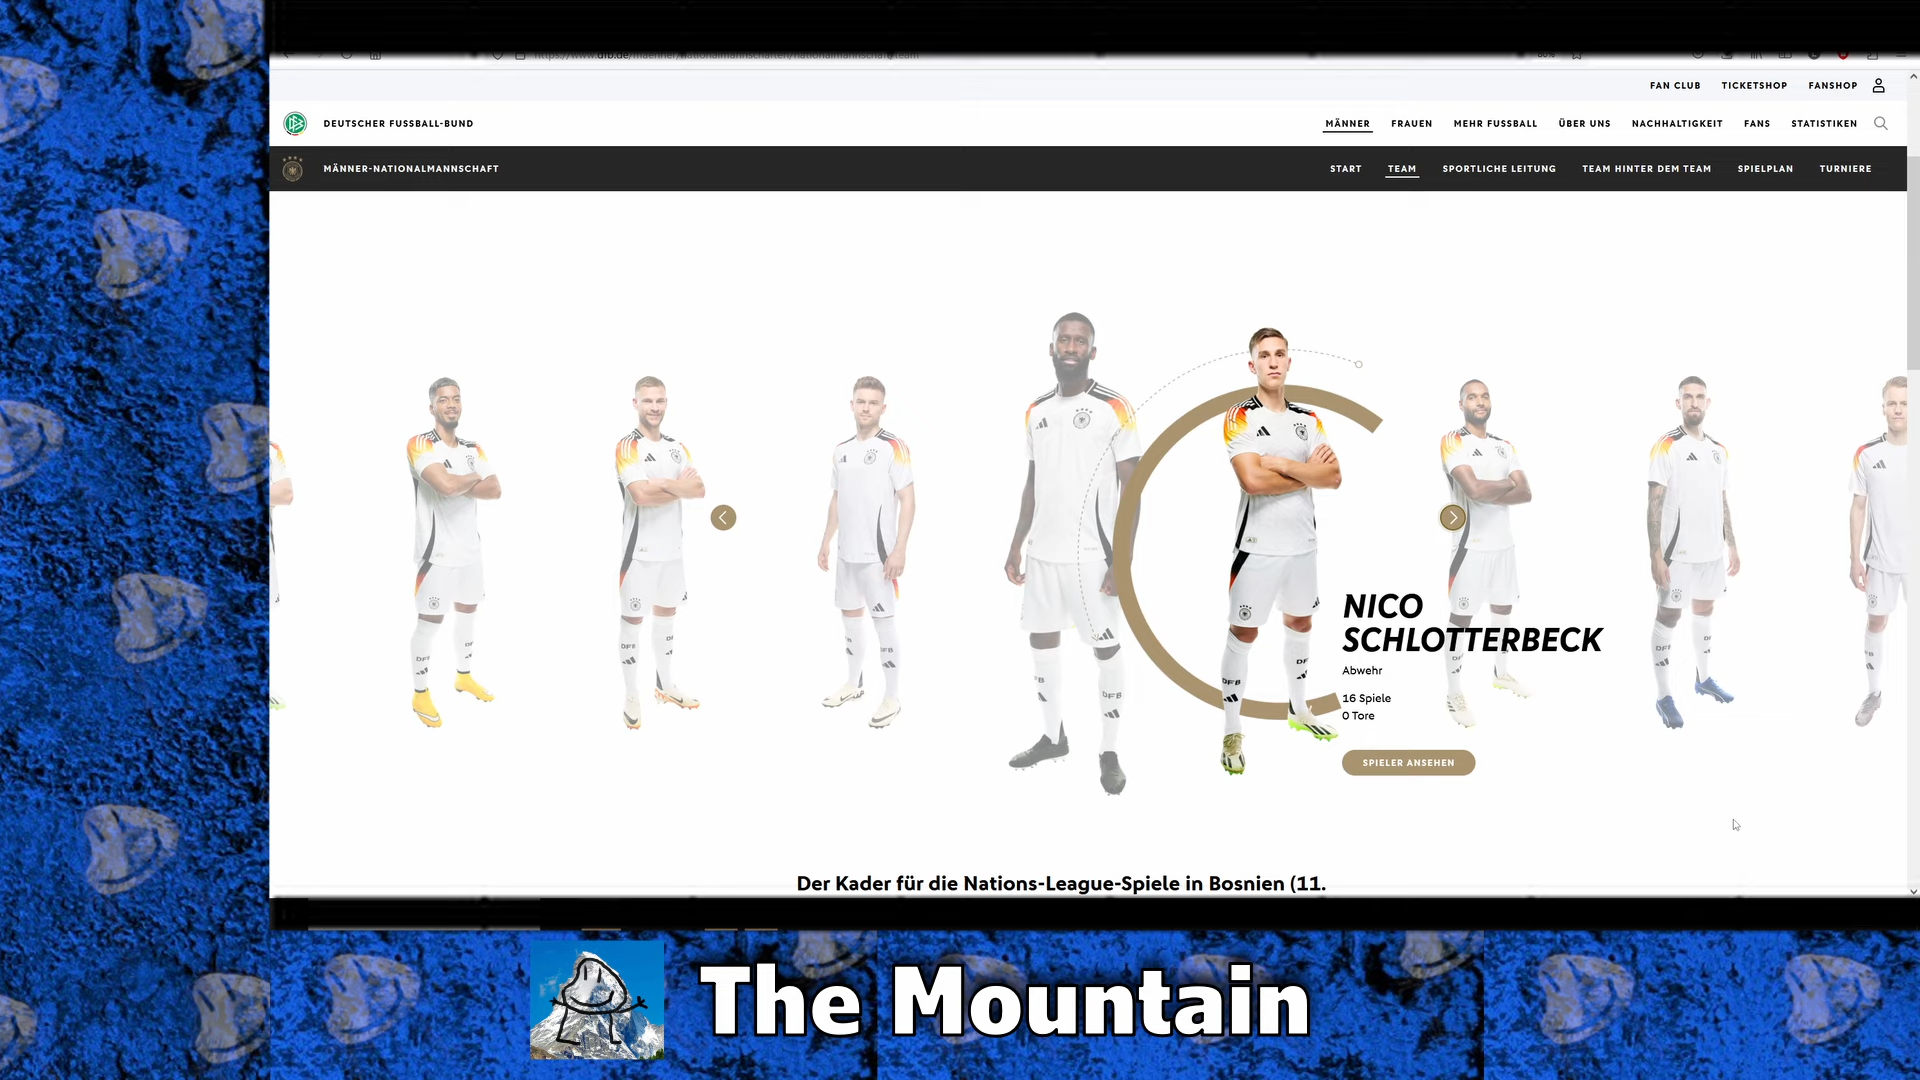 FAN CLUB TICKETSHOP FANSHOP
DEUTSCHER FUSSBALL-BUND MÄNNER FRAUEN MEHR FUSSBALL ÜBER UNS NACHHALTIGKEIT FANS STATISTIKEN
MÄNNER-NATIONALMANNSCHAFT START TEAM SPORTLICHE LEITUNG TEAM HINTER DEM TEAM SPIELPLAN TURNIERE
NICO
SCHLOTTERBECK
Abwehr
16 Spiele
0 Tore
SPIELER ANSEHEN
Der Kader für die Nations-League-Spiele in Bosnien (11.
The Mountain